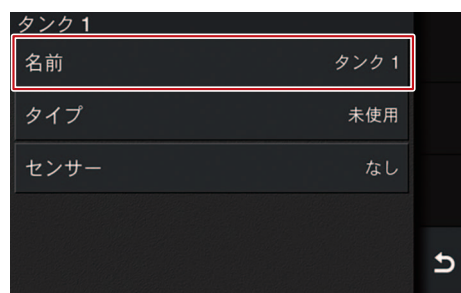 タンク 1
名前 タンク 1
タイプ 未使用
センサー なし